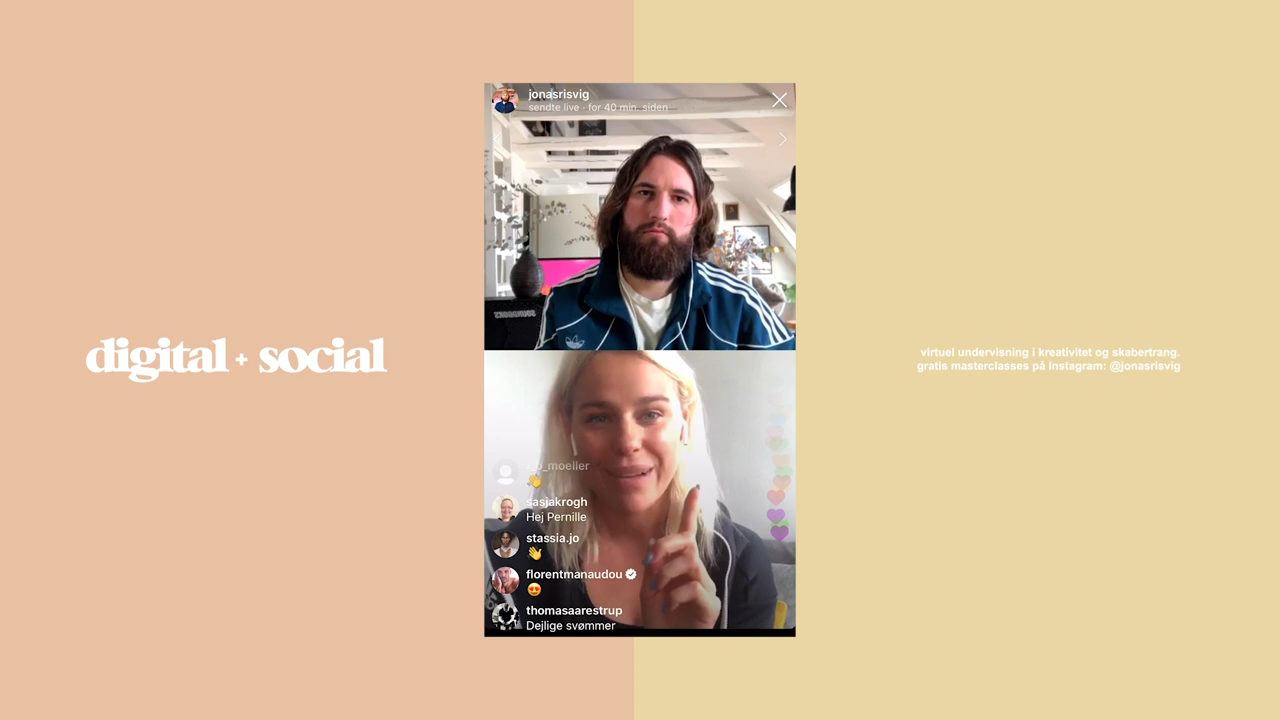 jonasrisvig
sendte live · for 40 min. siden
digital + social
virtuel undervisning i kreativitet og skabertrang.
gratis masterclasses på Instagram: @jonasrisvig
_moeller
👋
sasjakrogh
Hej Pernille
stassia.jo
👋
florentmanaudou
😍
thomasaarestrup
Dejlige svømmer